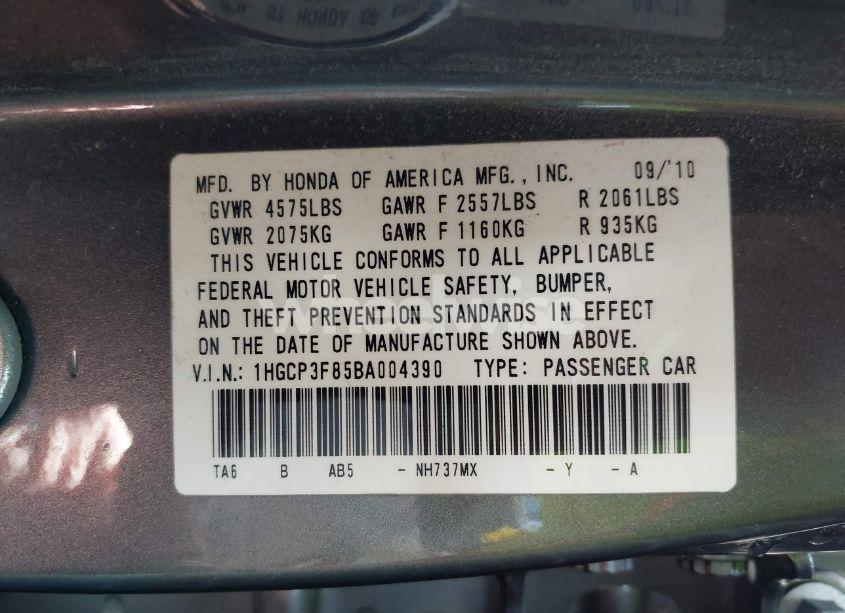 MFD. BY HONDA OF AMERICA MFG., INC. 09/'10
GVWR 4575LBS GAWR F 2557LBS R 2061LBS
GVWR 2075KG GAWR F 1160KG R 935KG
THIS VEHICLE CONFORMS TO ALL APPLICABLE
FEDERAL MOTOR VEHICLE SAFETY, BUMPER,
AND THEFT PREVENTION STANDARDS IN EFFECT
ON THE DATE OF MANUFACTURE SHOWN ABOVE.
V.I.N.: 1HGCP3F85BA004390 TYPE: PASSENGER CAR
TA6 B AB5 - NH737MX - Y - A